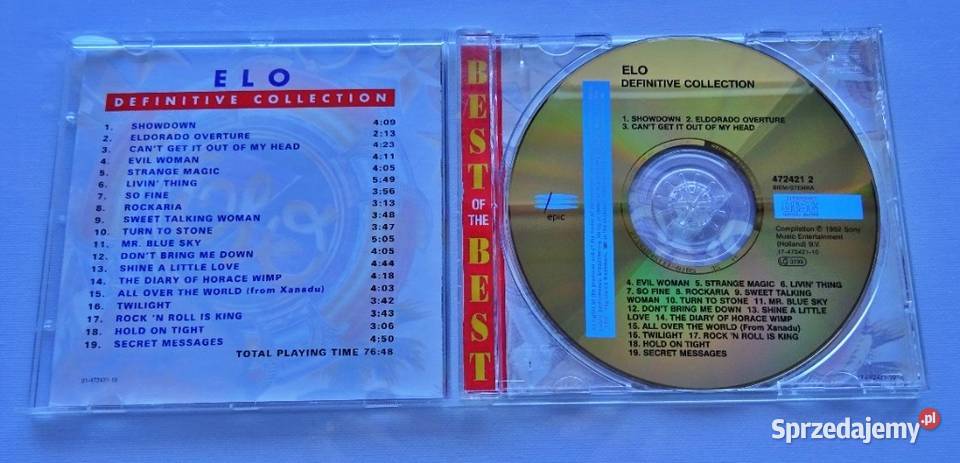 ELO
DEFINITIVE COLLECTION
1. SHOWDOWN 4:09
2. ELDORADO OVERTURE 2:13
3. CAN'T GET IT OUT OF MY HEAD 4:23
4. EVIL WOMAN 4:11
5. STRANGE MAGIC 4:05
6. LIVIN' THING 5:49
7. SO FINE 3:56
8. ROCKARIA 3:13
9. SWEET TALKING WOMAN 3:48
10. TURN TO STONE 3:47
11. MR. BLUE SKY 5:05
12. DON'T BRING ME DOWN 4:05
13. SHINE A LITTLE LOVE 4:44
14. THE DIARY OF HORACE WIMP 4:18
15. ALL OVER THE WORLD (from Xanadu) 4:03
16. TWILIGHT 3:42
17. ROCK 'N ROLL IS KING 3:43
18. HOLD ON TIGHT 3:06
19. SECRET MESSAGES 4:50
TOTAL PLAYING TIME 76:48
BEST OF THE BEST
ELO
DEFINITIVE COLLECTION
1. SHOWDOWN 2. ELDORADO OVERTURE
3. CAN'T GET IT OUT OF MY HEAD
epic
472421 2
BIEM/STEMRA
Compilation ℗ 1992 Sony
Music Entertainment
(Holland) B.V.
4. EVIL WOMAN 5. STRANGE MAGIC 6. LIVIN' THING
7. SO FINE 8. ROCKARIA 9. SWEET TALKING
WOMAN 10. TURN TO STONE 11. MR. BLUE SKY
12. DON'T BRING ME DOWN 13. SHINE A LITTLE
LOVE 14. THE DIARY OF HORACE WIMP
15. ALL OVER THE WORLD (From Xanadu)
16. TWILIGHT 17. ROCK 'N ROLL IS KING
18. HOLD ON TIGHT
19. SECRET MESSAGES
Sprzedajemy.pl